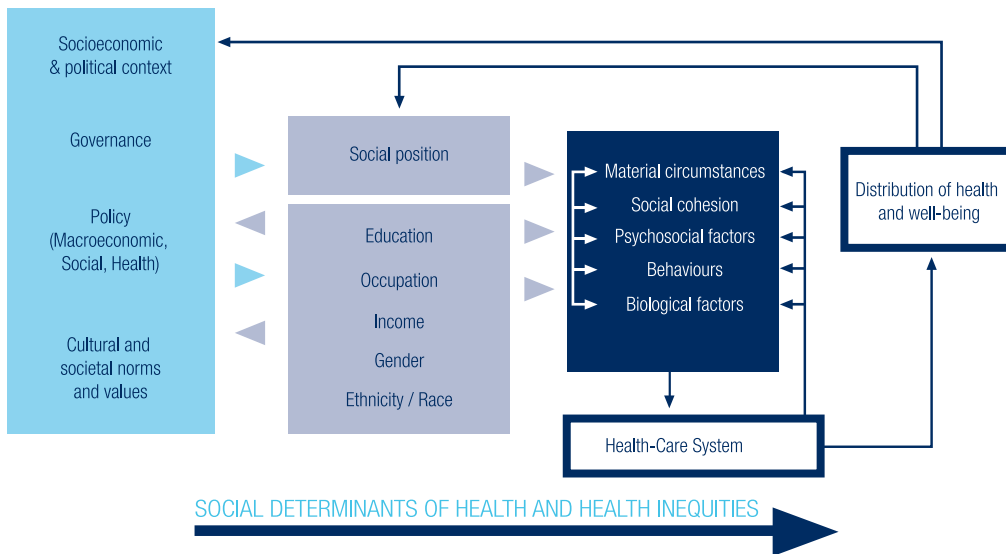 Socioeconomic
& political context
Governance
Policy
(Macroeconomic,
Social, Health)
Cultural and
societal norms
and values
Social position
Education
Occupation
Income
Gender
Ethnicity / Race
Material circumstances
Social cohesion
Psychosocial factors
Behaviours
Biological factors
Health-Care System
Distribution of health
and well-being
SOCIAL DETERMINANTS OF HEALTH AND HEALTH INEQUITIES